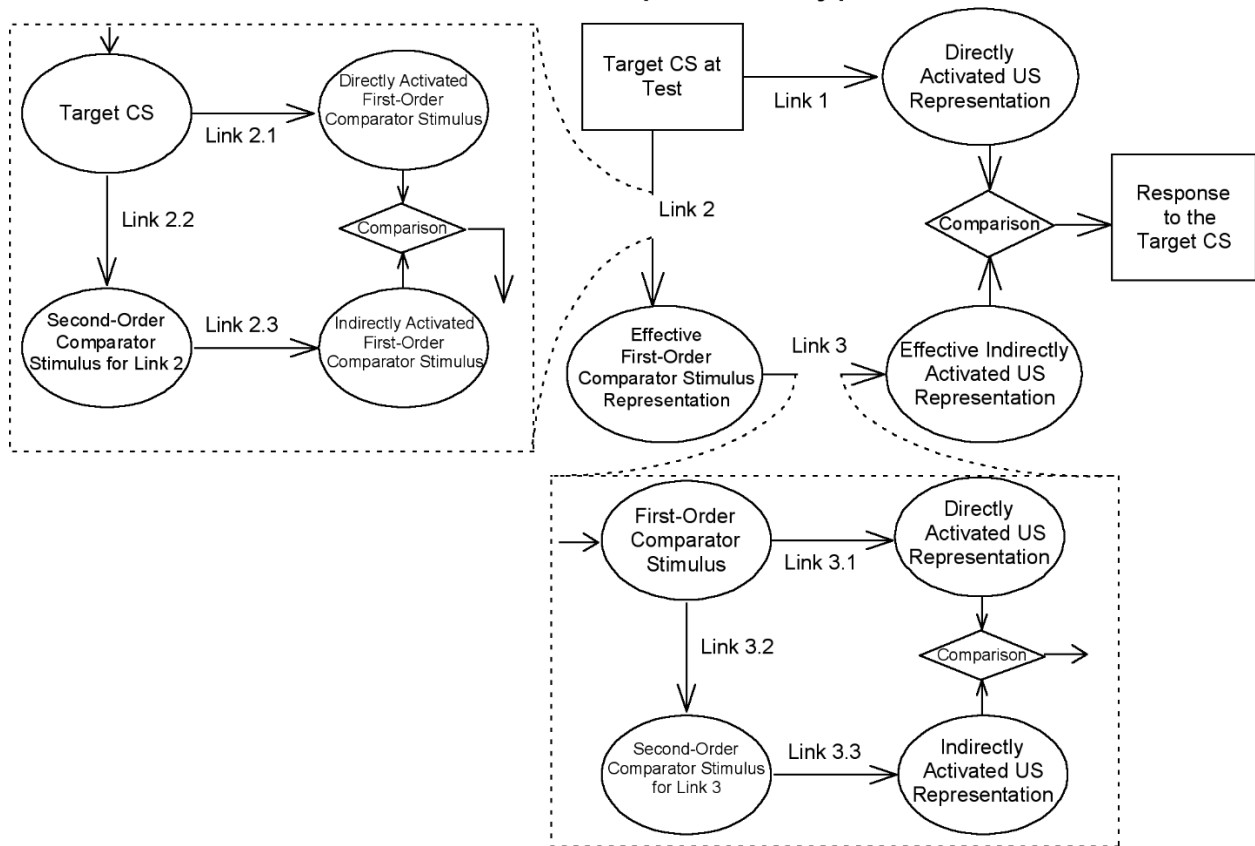 Target CS
Link 2.1
Directly Activated
First-Order
Comparator Stimulus
Link 2.2
Comparison
Second-Order
Comparator
Stimulus for Link 2
Link 2.3
Indirectly Activated
First-Order
Comparator Stimulus
Target CS at
Test
Link 1
Directly
Activated US
Representation
Link 2
Comparison
Response
to the
Target CS
Effective
First-Order
Comparator Stimulus
Representation
Link 3
Effective Indirectly
Activated US
Representation
First-Order
Comparator
Stimulus
Link 3.1
Directly
Activated US
Representation
Link 3.2
Comparison
Second-Order
Comparator Stimulus
for Link 3
Link 3.3
Indirectly
Activated US
Representation